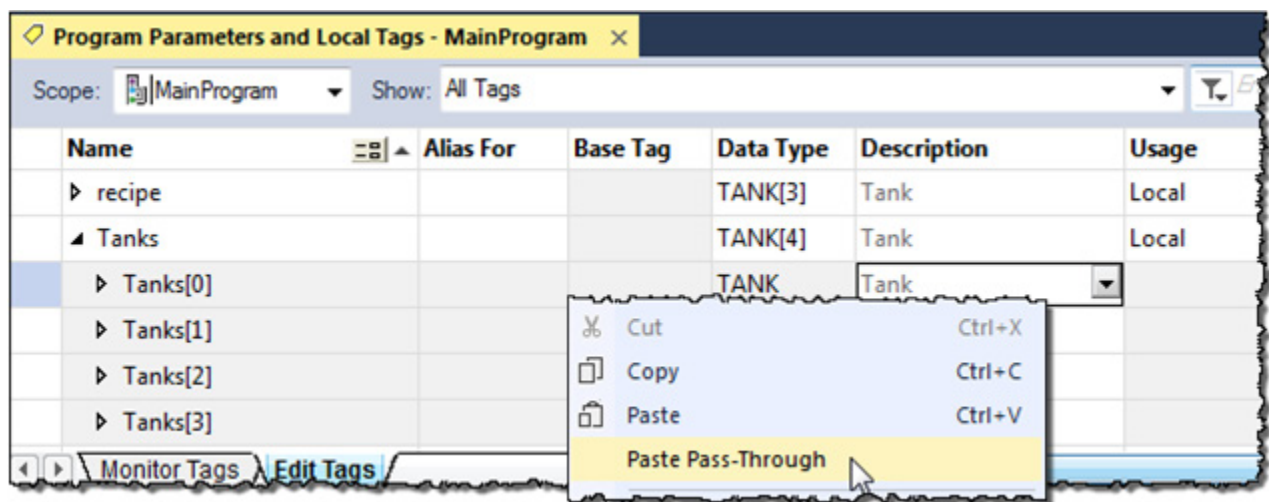 Program Parameters and Local Tags - MainProgram ×
Scope: MainProgram Show: All Tags
Name Alias For Base Tag Data Type Description Usage
recipe TANK[3] Tank Local
Tanks TANK[4] Tank Local
Tanks[0] TANK Tank
Tanks[1] Cut Ctrl+X
Tanks[2] Copy Ctrl+C
Tanks[3] Paste Ctrl+V
Paste Pass-Through
Monitor Tags Edit Tags